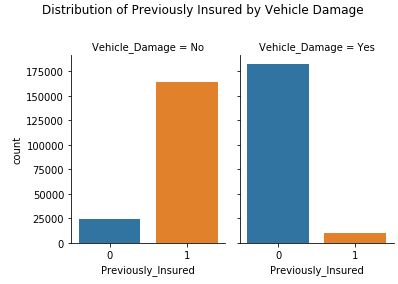 Distribution of Previously Insured by Vehicle Damage
Vehicle_Damage = No
Vehicle_Damage = Yes
175000
150000
125000
100000
75000
50000
25000
0
count
0 1
0 1
Previously_Insured
Previously_Insured